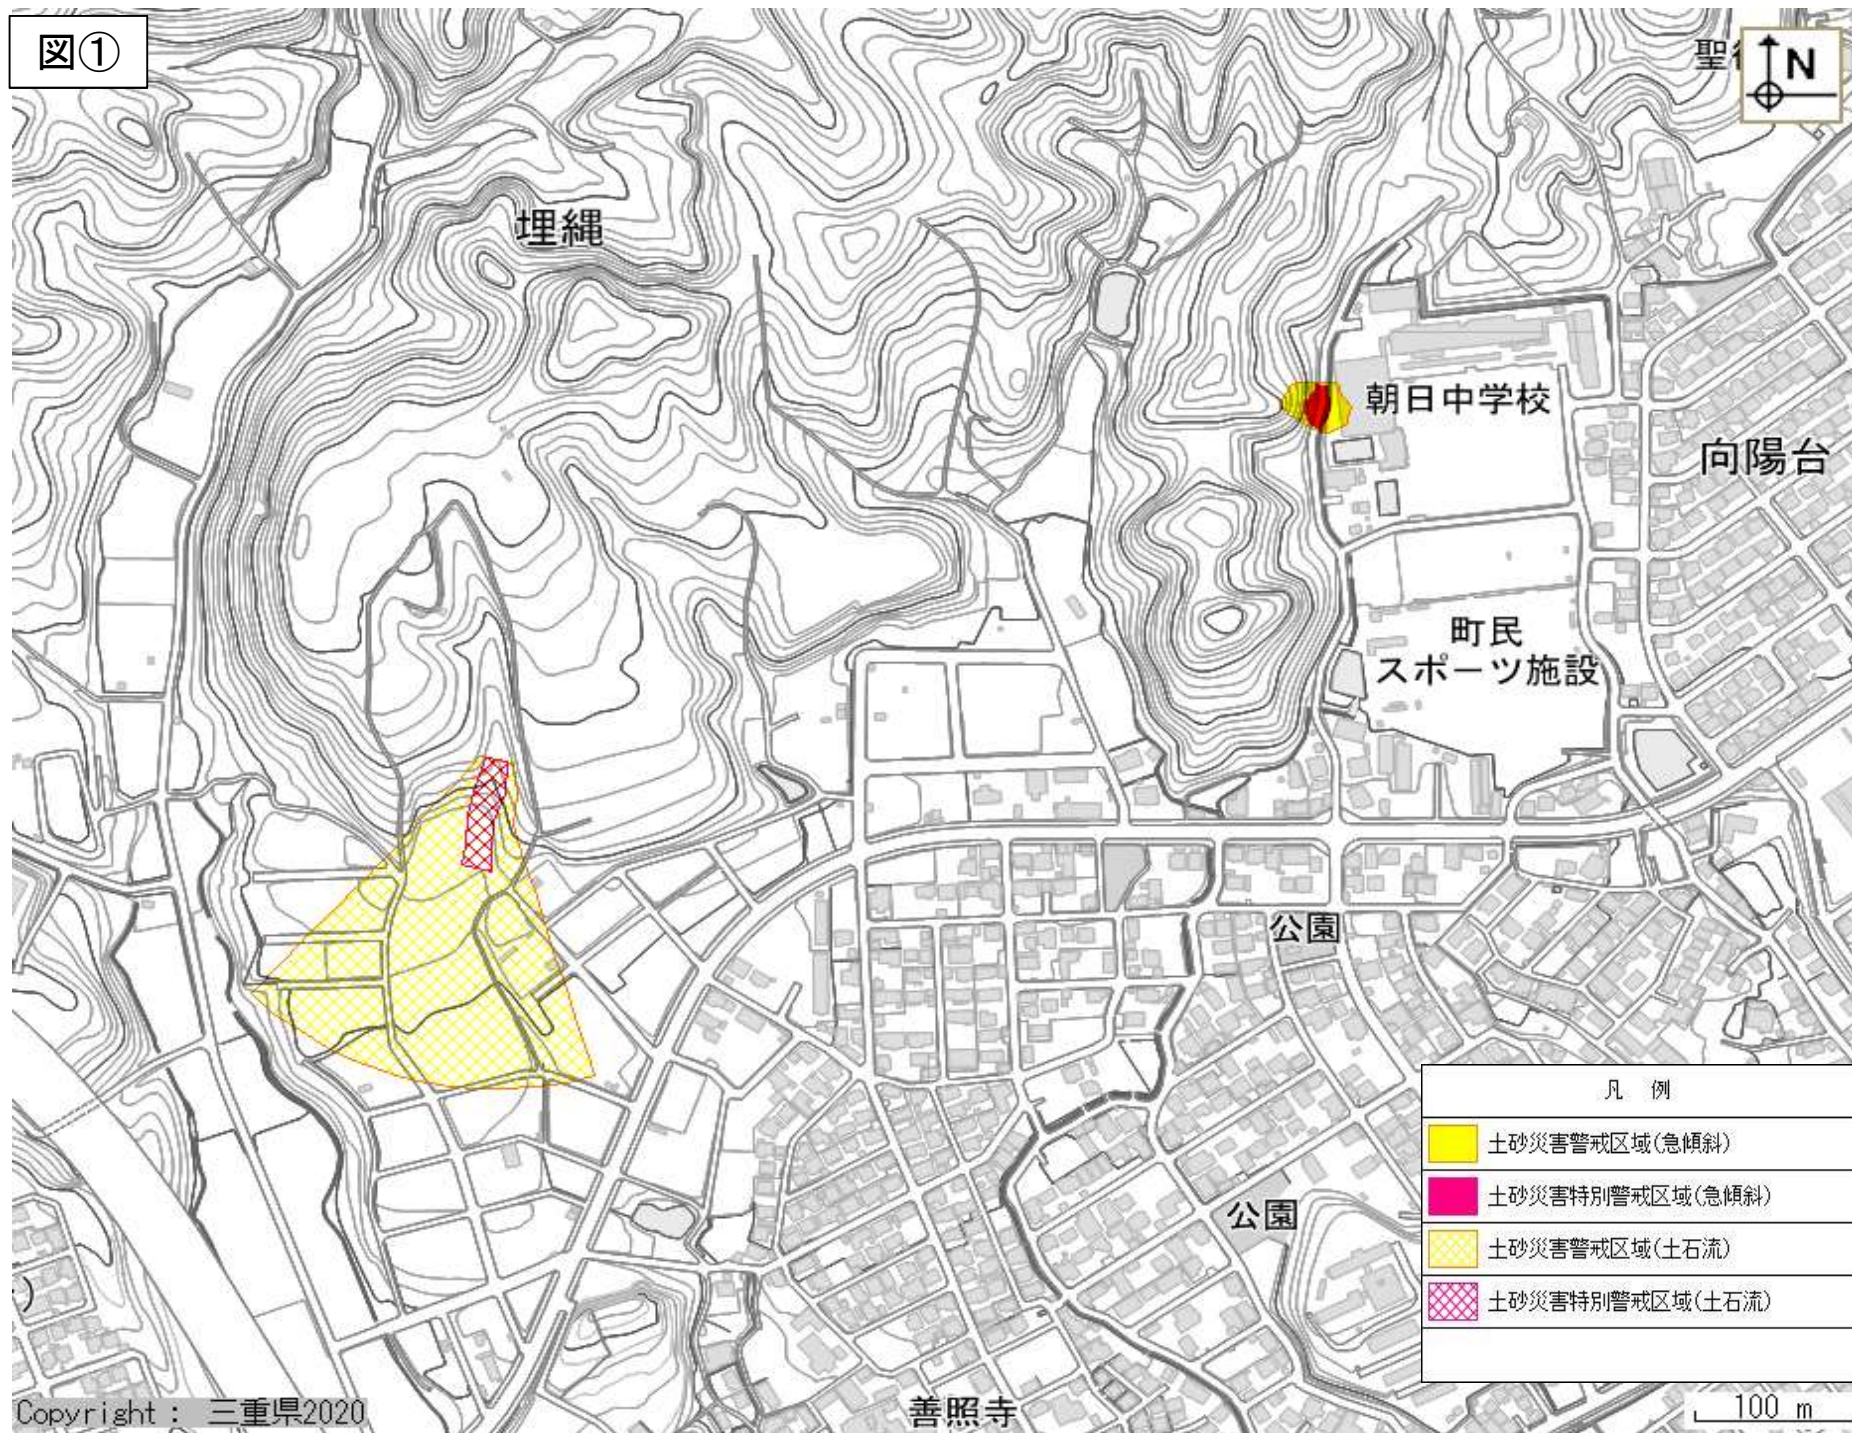 図①
N
埋縄
朝日中学校
向陽台
町民
スポーツ施設
公園
公園
善照寺
凡 例
土砂災害警戒区域(急傾斜)
土砂災害特別警戒区域(急傾斜)
土砂災害警戒区域(土石流)
土砂災害特別警戒区域(土石流)
Copyright : 三重県2020
100 m